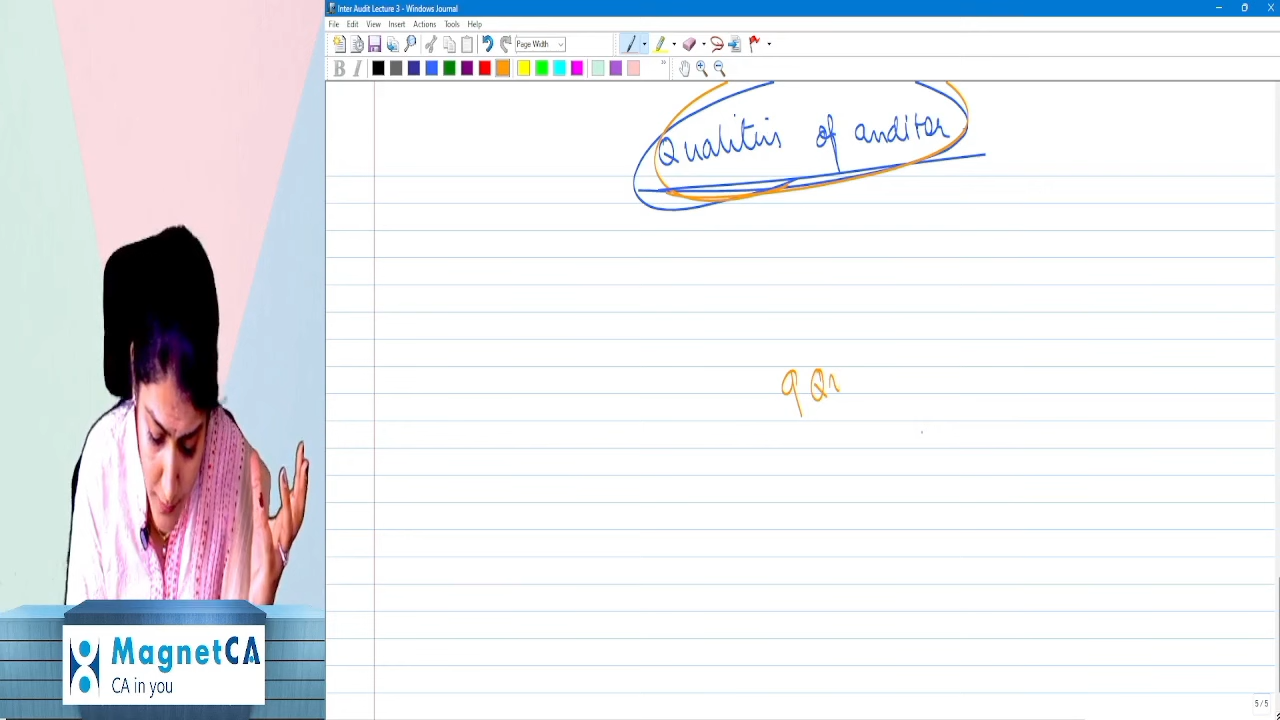 Inter Audit Lecture 3 - Windows Journal
File Edit View Insert Actions Tools Help
Page Width
B I
Qualities of auditor
9 Qr
MagnetCA
CA in you
5 / 5